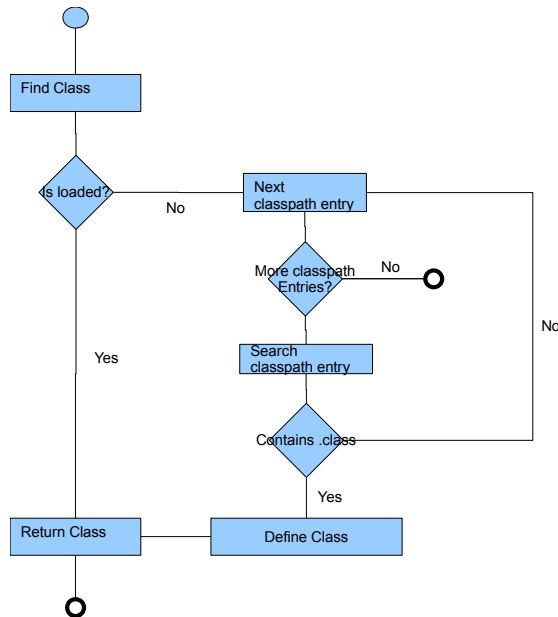 Find Class
Is loaded?
No
Next
classpath entry
More classpath
Entries?
No
No
Search
classpath entry
Yes
Contains .class
Yes
Return Class
Define Class